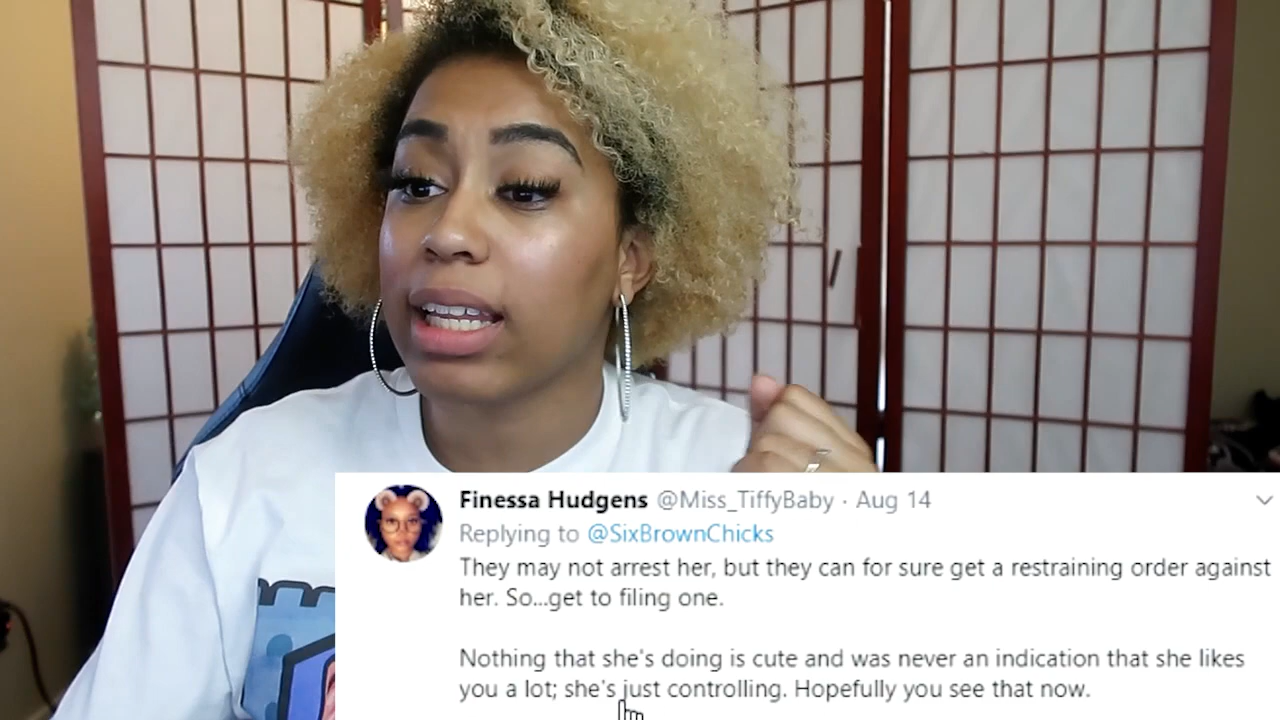 Finessa Hudgens @Miss_TiffyBaby · Aug 14
Replying to @SixBrownChicks
They may not arrest her, but they can for sure get a restraining order against
her. So...get to filing one.
Nothing that she's doing is cute and was never an indication that she likes
you a lot; she's just controlling. Hopefully you see that now.